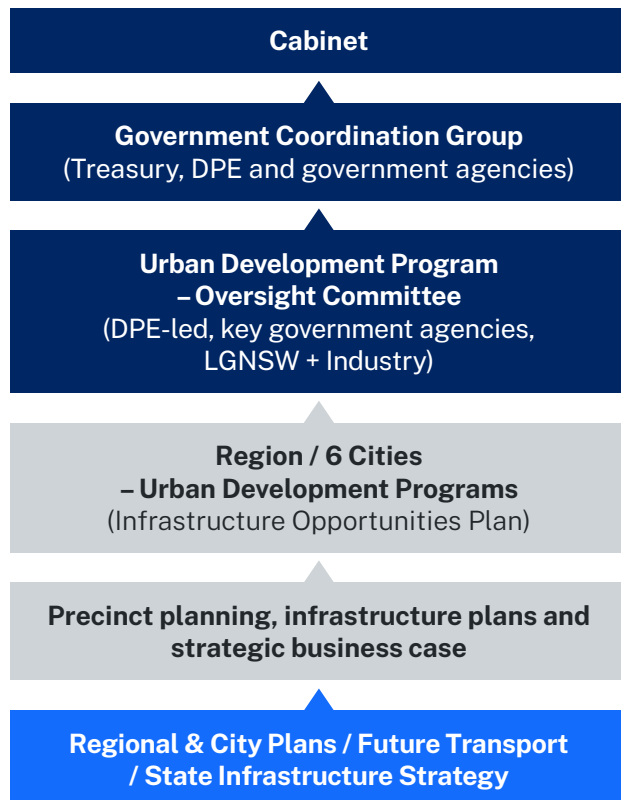 Cabinet
Government Coordination Group
(Treasury, DPE and government agencies)
Urban Development Program
– Oversight Committee
(DPE-led, key government agencies,
LGNSW + Industry)
Region / 6 Cities
– Urban Development Programs
(Infrastructure Opportunities Plan)
Precinct planning, infrastructure plans and
strategic business case
Regional & City Plans / Future Transport
/ State Infrastructure Strategy